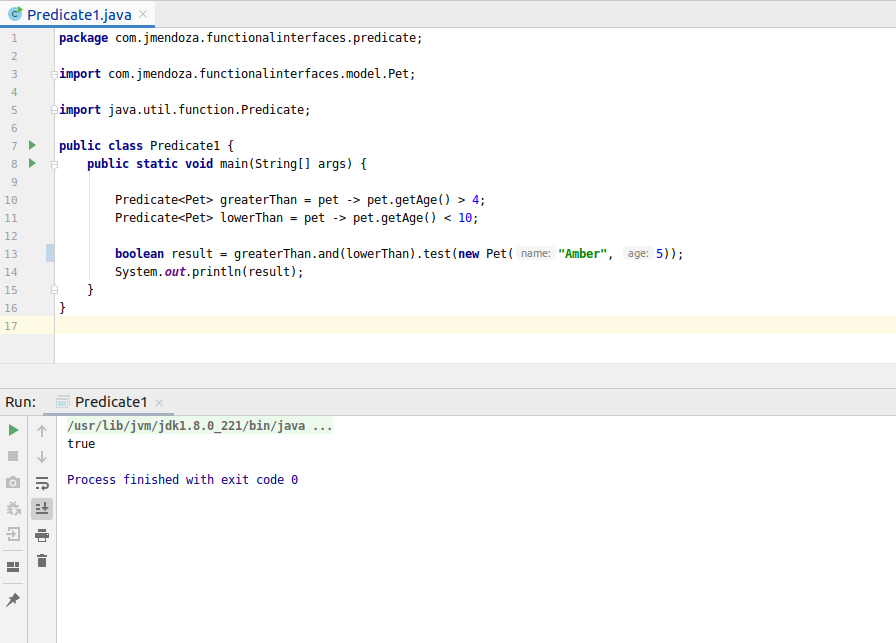 Predicate1.java
1 package com.jmendoza.functionalinterfaces.predicate;
2
3 import com.jmendoza.functionalinterfaces.model.Pet;
4
5 import java.util.function.Predicate;
6
7 public class Predicate1 {
8 public static void main(String[] args) {
9
10 Predicate<Pet> greaterThan = pet -> pet.getAge() > 4;
11 Predicate<Pet> lowerThan = pet -> pet.getAge() < 10;
12
13 boolean result = greaterThan.and(lowerThan).test(new Pet( name: "Amber", age: 5));
14 System.out.println(result);
15 }
16 }
17
Run: Predicate1
/usr/lib/jvm/jdk1.8.0_221/bin/java ...
true
Process finished with exit code 0